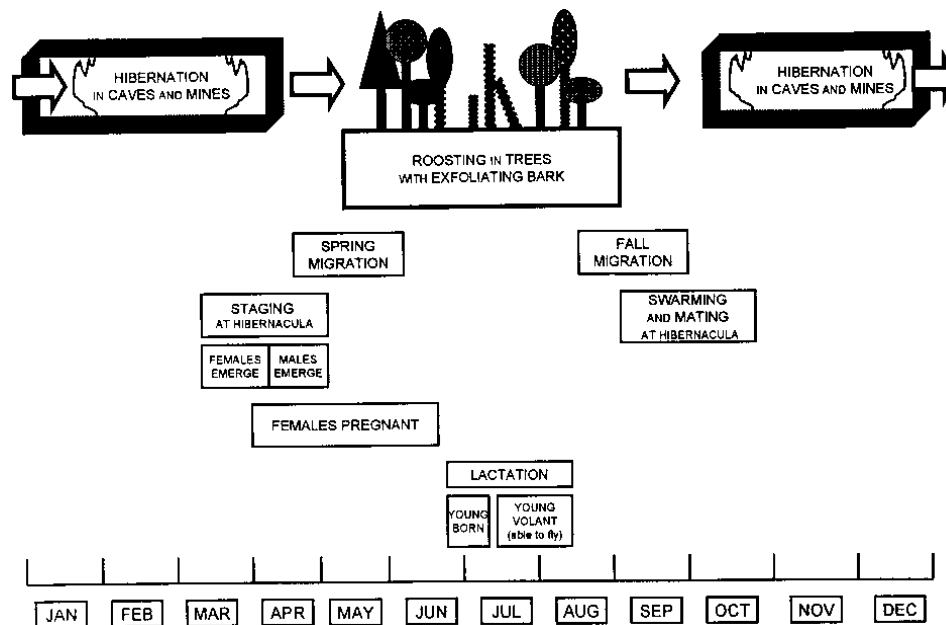 HIBERNATION
IN CAVES AND MINES
HIBERNATION
IN CAVES AND MINES
ROOSTING IN TREES
WITH EXFOLIATING BARK
SPRING
MIGRATION
FALL
MIGRATION
STAGING
AT HIBERNACULA
SWARMING
AND MATING
AT HIBERNACULA
FEMALES
EMERGE
MALES
EMERGE
FEMALES PREGNANT
LACTATION
YOUNG
BORN
YOUNG
VOLANT
(able to fly)
JAN FEB MAR APR MAY JUN JUL AUG SEP OCT NOV DEC